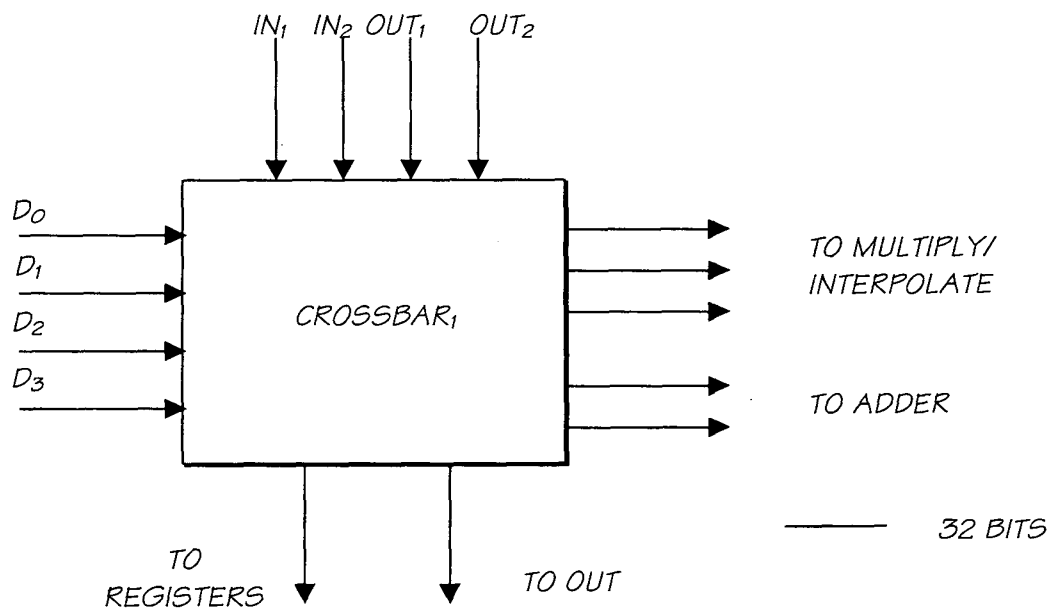 IN₁ IN₂ OUT₁ OUT₂
D₀
D₁
D₂
D₃
CROSSBAR₁
TO MULTIPLY/
INTERPOLATE
TO ADDER
32 BITS
TO
REGISTERS
TO OUT